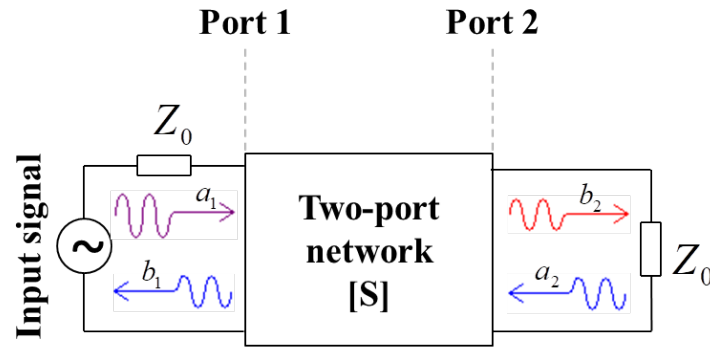 Port 1
Port 2
Z₀
Input signal
~
a₁
b₁
Two-port
network
[S]
b₂
a₂
Z₀